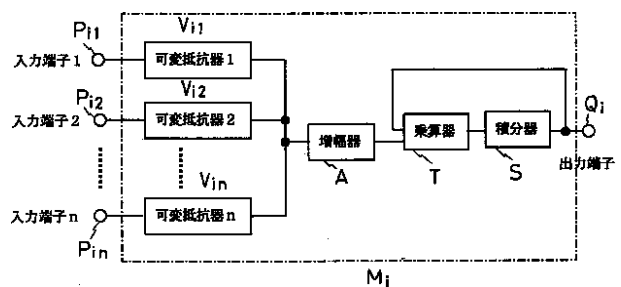 Pi1
Vi1
入力端子1
可変抵抗器1
Pi2
Vi2
入力端子2
可変抵抗器2
Qi
増幅器
乗算器
積分器
A
T
S
出力端子
Vin
入力端子n
可変抵抗器n
Pin
Mi